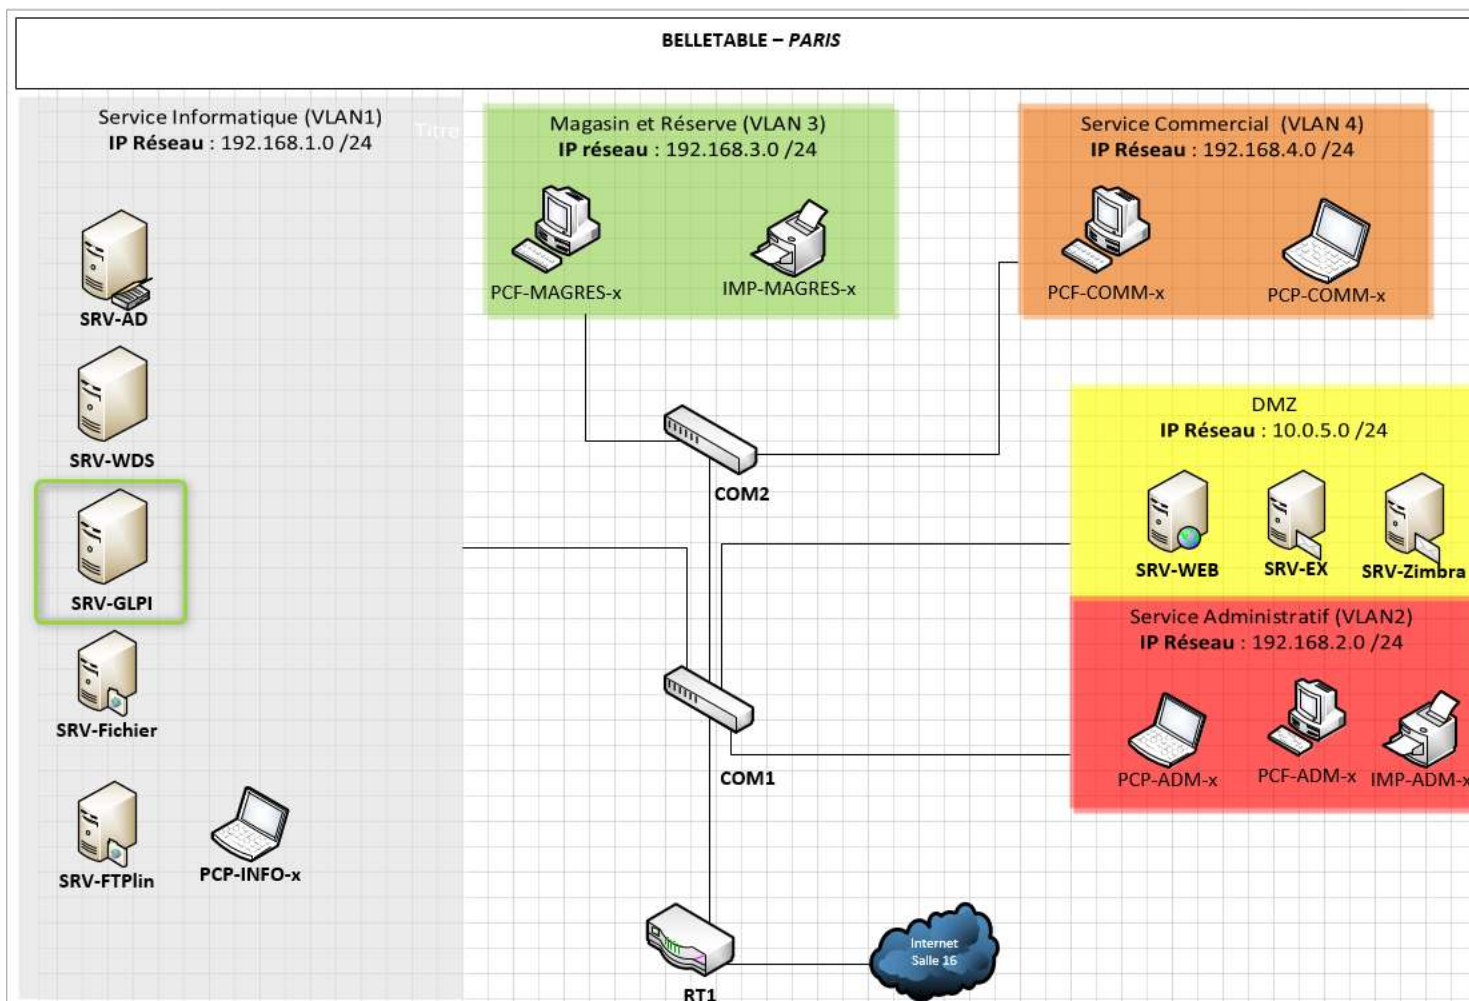 BELLETABLE – PARIS
Service Informatique (VLAN1)
Titre
IP Réseau : 192.168.1.0 /24
SRV-AD
SRV-WDS
SRV-GLPI
SRV-Fichier
SRV-FTPlin
PCP-INFO-x
Magasin et Réserve (VLAN 3)
IP réseau : 192.168.3.0 /24
PCF-MAGRES-x
IMP-MAGRES-x
Service Commercial (VLAN 4)
IP Réseau : 192.168.4.0 /24
PCF-COMM-x
PCP-COMM-x
COM2
DMZ
IP Réseau : 10.0.5.0 /24
SRV-WEB
SRV-EX
SRV-Zimbra
Service Administratif (VLAN2)
IP Réseau : 192.168.2.0 /24
PCP-ADM-x
PCF-ADM-x
IMP-ADM-x
COM1
RT1
Internet
Salle 16